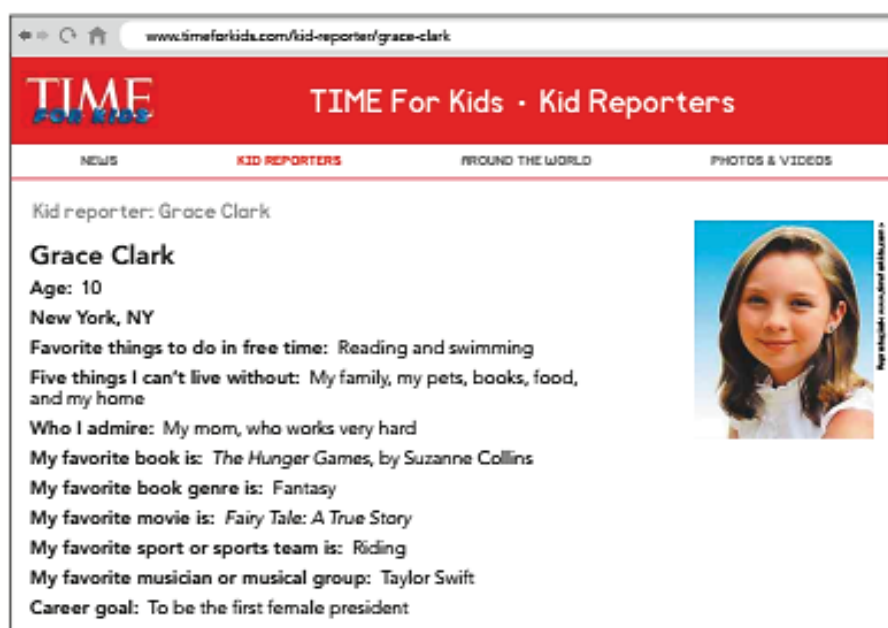 www.timeforkids.com/kid-reporter/grace-clark
TIME
FOR KIDS
TIME For Kids • Kid Reporters
NEWS
KID REPORTERS
AROUND THE WORLD
PHOTOS & VIDEOS
Kid reporter: Grace Clark
Grace Clark
Age: 10
New York, NY
Favorite things to do in free time: Reading and swimming
Five things I can't live without: My family, my pets, books, food,
and my home
Who I admire: My mom, who works very hard
My favorite book is: The Hunger Games, by Suzanne Collins
My favorite book genre is: Fantasy
My favorite movie is: Fairy Tale: A True Story
My favorite sport or sports team is: Riding
My favorite musician or musical group: Taylor Swift
Career goal: To be the first female president